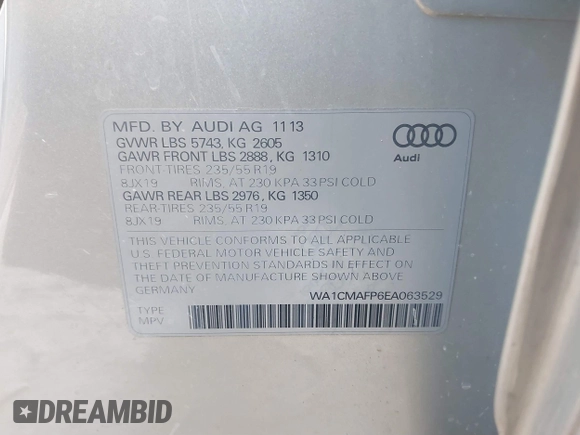 MFD. BY AUDI AG 11 13
GVWR LBS 5743, KG 2605
GAWR FRONT LBS 2888, KG 1310
FRONT TIRES 235/55 R19
8JX19 RIMS, AT 230 KPA 33 PSI COLD
GAWR REAR LBS 2976, KG 1350
REAR-TIRES 235/55 R19
8JX19 RIMS, AT 230 KPA 33 PSI COLD
Audi
THIS VEHICLE CONFORMS TO ALL APPLICABLE
U.S. FEDERAL MOTOR VEHICLE SAFETY AND
THEFT PREVENTION STANDARDS IN EFFECT ON
THE DATE OF MANUFACTURE SHOWN ABOVE.
GERMANY WA1CMAFP6EA063529
TYPE
MPV
DREAMBID